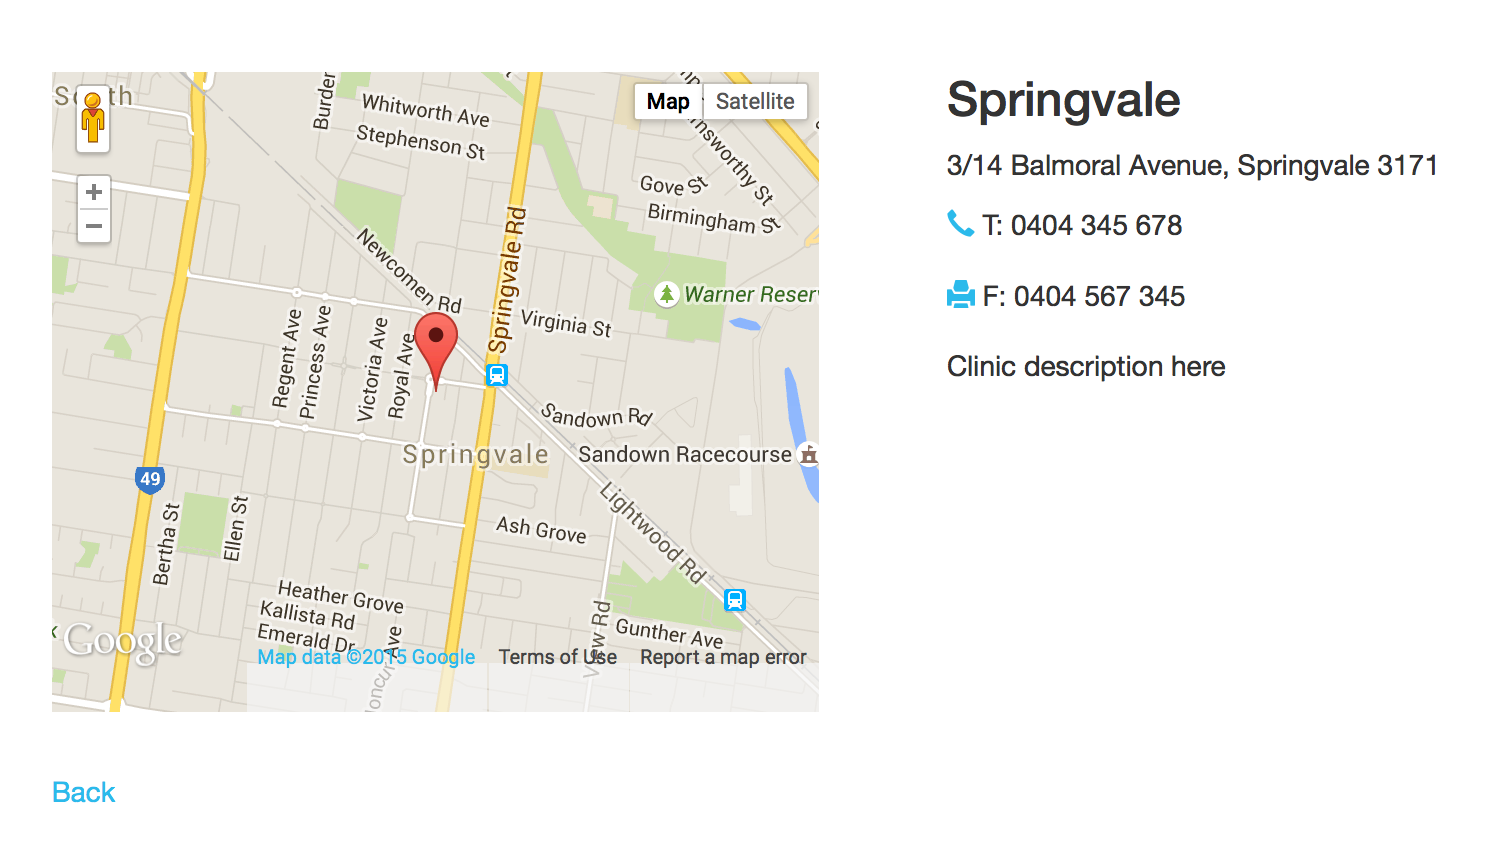 South
Burder
Whitworth Ave
Stephenson St
Map
Satellite
Gove St
Birmingham St
Newcomen Rd
Springvale Rd
Warner Reser
Virginia St
Regent Ave
Princess Ave
Victoria Ave
Royal Ave
Sandown Rd
Springvale
Sandown Racecourse
49
Lightwood Rd
Bertha St
Ellen St
Ash Grove
Heather Grove
Kallista Rd
Emerald Dr
View Rd
Gunther Ave
Google
Map data ©2015 Google
Terms of Use
Report a map error
Springvale
3/14 Balmoral Avenue, Springvale 3171
T: 0404 345 678
F: 0404 567 345
Clinic description here
Back